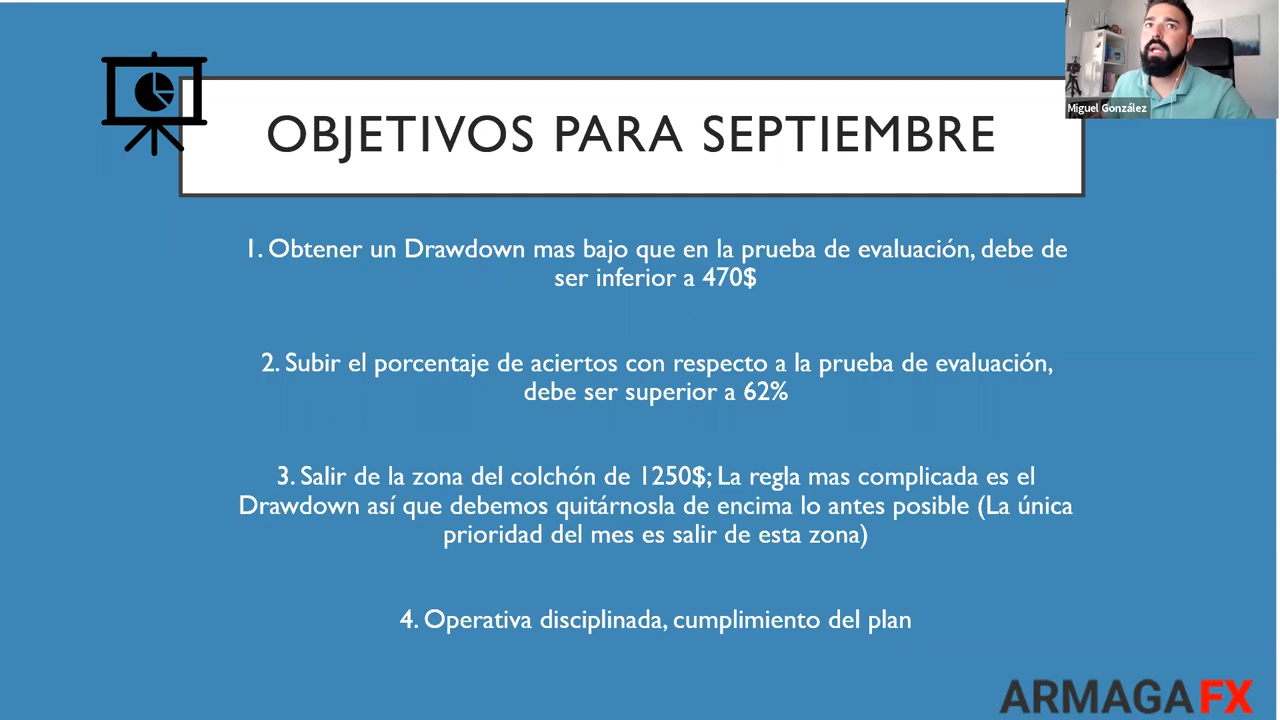 Miguel González
OBJETIVOS PARA SEPTIEMBRE
1. Obtener un Drawdown mas bajo que en la prueba de evaluación, debe de
ser inferior a 470$
2. Subir el porcentaje de aciertos con respecto a la prueba de evaluación,
debe ser superior a 62%
3. Salir de la zona del colchón de 1250$; La regla mas complicada es el
Drawdown así que debemos quitárnosla de encima lo antes posible (La única
prioridad del mes es salir de esta zona)
4. Operativa disciplinada, cumplimiento del plan
ARMAGAFX